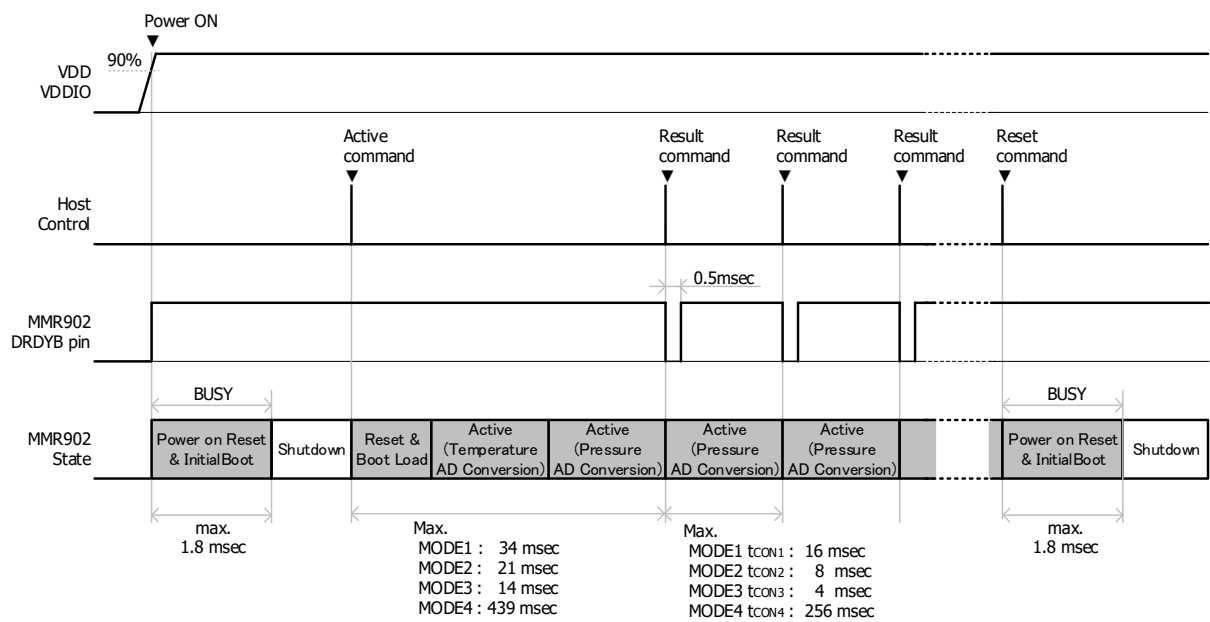 Power ON
90%
VDD
VDDIO
Active
command
Result
command
Result
command
Result
command
Reset
command
Host
Control
0.5msec
MMR902
DRDYB pin
BUSY
BUSY
MMR902
State
Power on Reset
& InitialBoot
Shutdown
Reset &
Boot Load
Active
(Temperature
AD Conversion)
Active
(Pressure
AD Conversion)
Active
(Pressure
AD Conversion)
Active
(Pressure
AD Conversion)
Power on Reset
& InitialBoot
Shutdown
max.
1.8 msec
Max.
MODE1 : 34 msec
MODE2 : 21 msec
MODE3 : 14 msec
MODE4 : 439 msec
Max.
MODE1 tCON1 : 16 msec
MODE2 tCON2 : 8 msec
MODE3 tCON3 : 4 msec
MODE4 tCON4 : 256 msec
max.
1.8 msec